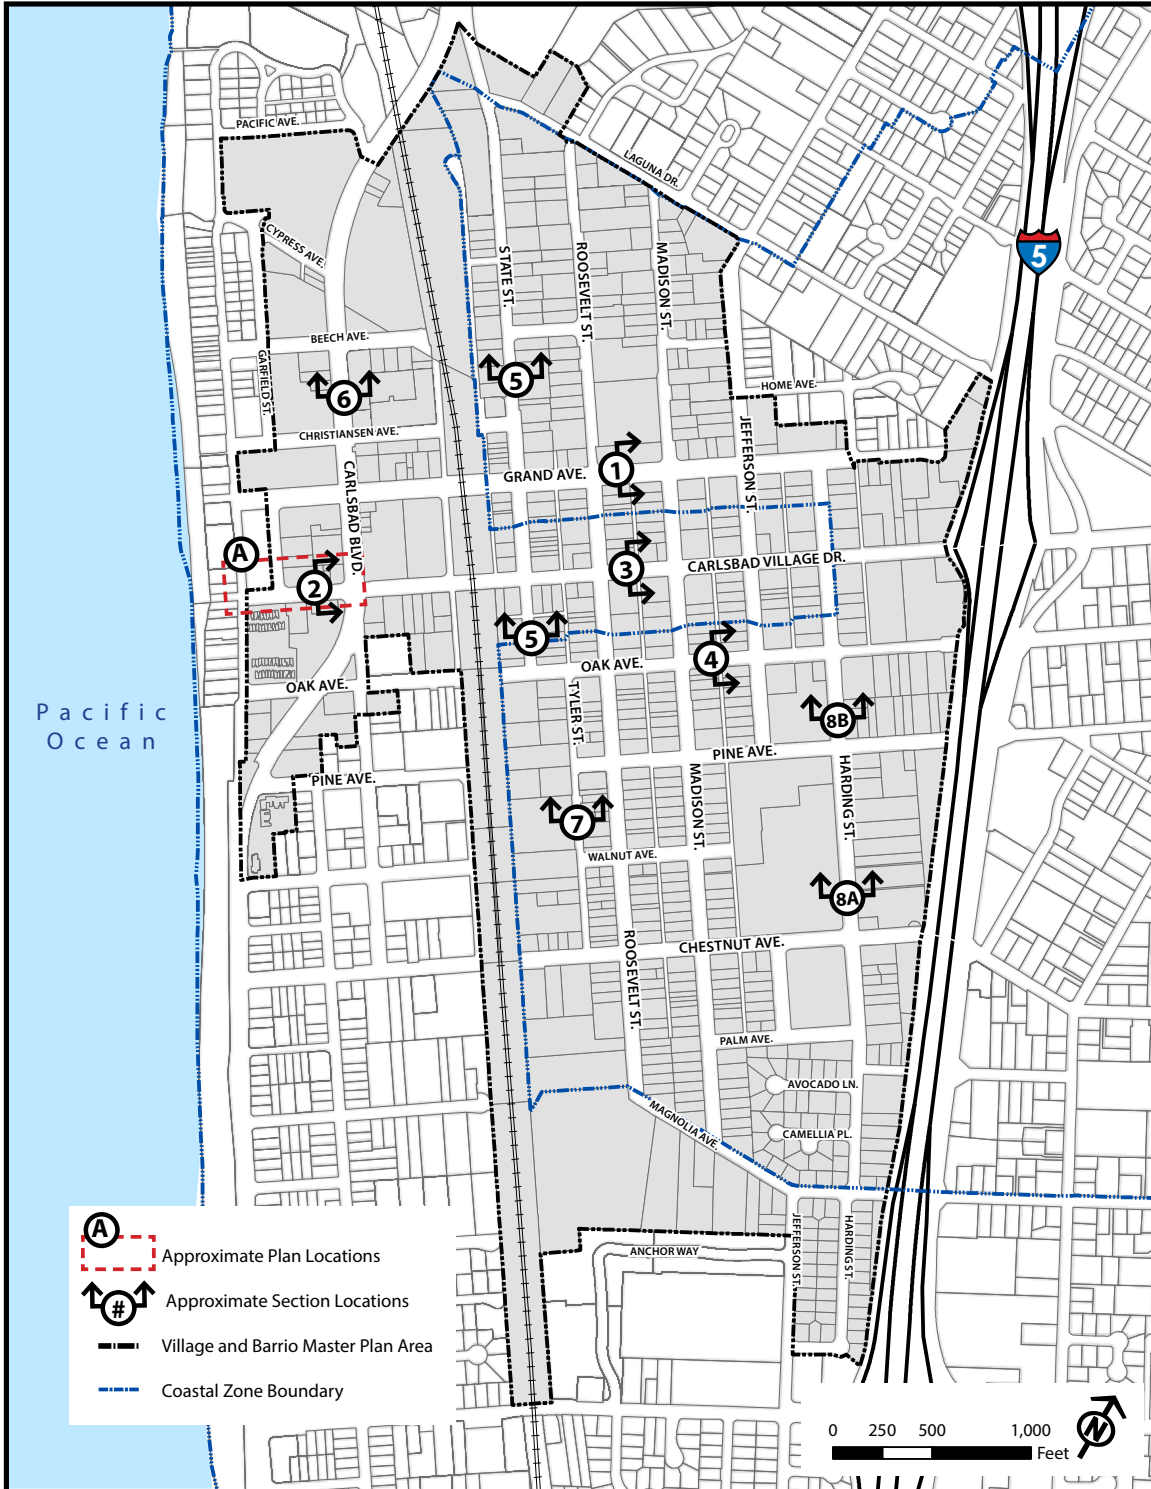 PACIFIC AVE.
LAGUNA DR.
CYPRESS AVE.
STATE ST.
ROOSEVELT ST.
MADISON ST.
5
BEECH AVE.
GARFIELD ST.
6
5
HOME AVE.
CHRISTIANSEN AVE.
JEFFERSON ST.
CARLSBAD BLVD.
GRAND AVE.
1
A
2
3
CARLSBAD VILLAGE DR.
5
4
OAK AVE.
OAK AVE.
TYLER ST.
8B
Pacific
Ocean
PINE AVE.
PINE AVE.
MADISON ST.
HARDING ST.
7
WALNUT AVE.
8A
ROOSEVELT ST.
CHESTNUT AVE.
PALM AVE.
AVOCADO LN.
MAGNOLIA AVE.
CAMELLIA PL.
JEFFERSON ST.
HARDING ST.
ANCHOR WAY
A
Approximate Plan Locations
#
Approximate Section Locations
Village and Barrio Master Plan Area
Coastal Zone Boundary
0 250 500 1,000
Feet
N